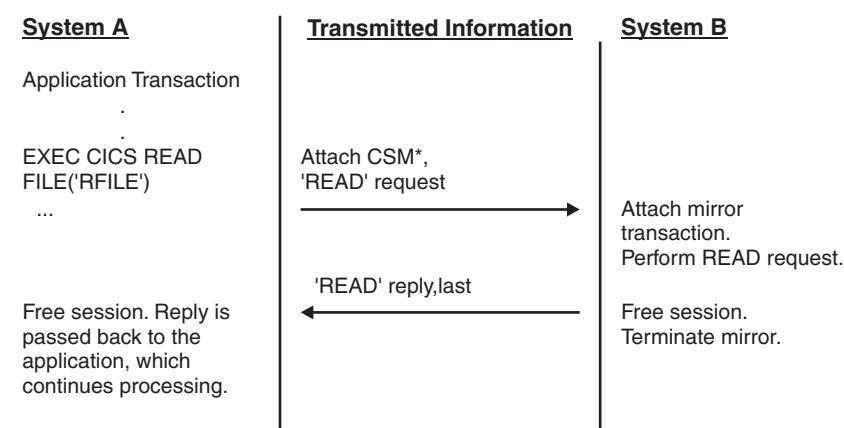 System A
Transmitted Information
System B
Application Transaction
.
.
EXEC CICS READ
FILE('RFILE')
...
Attach CSM*,
'READ' request
Attach mirror
transaction.
Perform READ request.
'READ' reply,last
Free session. Reply is
passed back to the
application, which
continues processing.
Free session.
Terminate mirror.